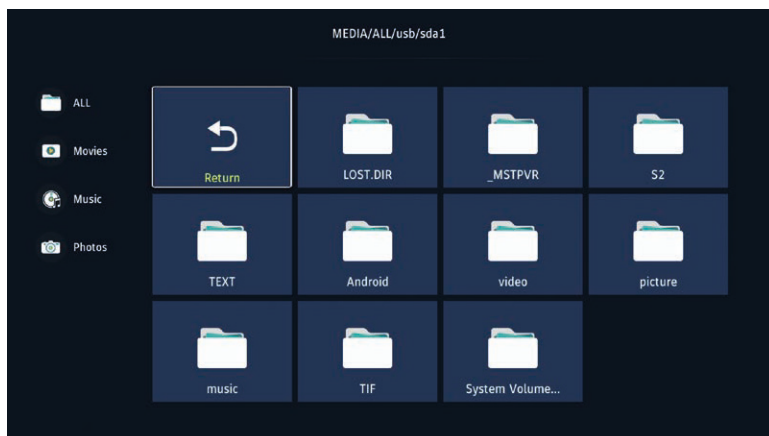 MEDIA/ALL/usb/sda1
ALL
Movies
Music
Photos
Return
LOST.DIR
_MSTPVR
S2
TEXT
Android
video
picture
music
TIF
System Volume...